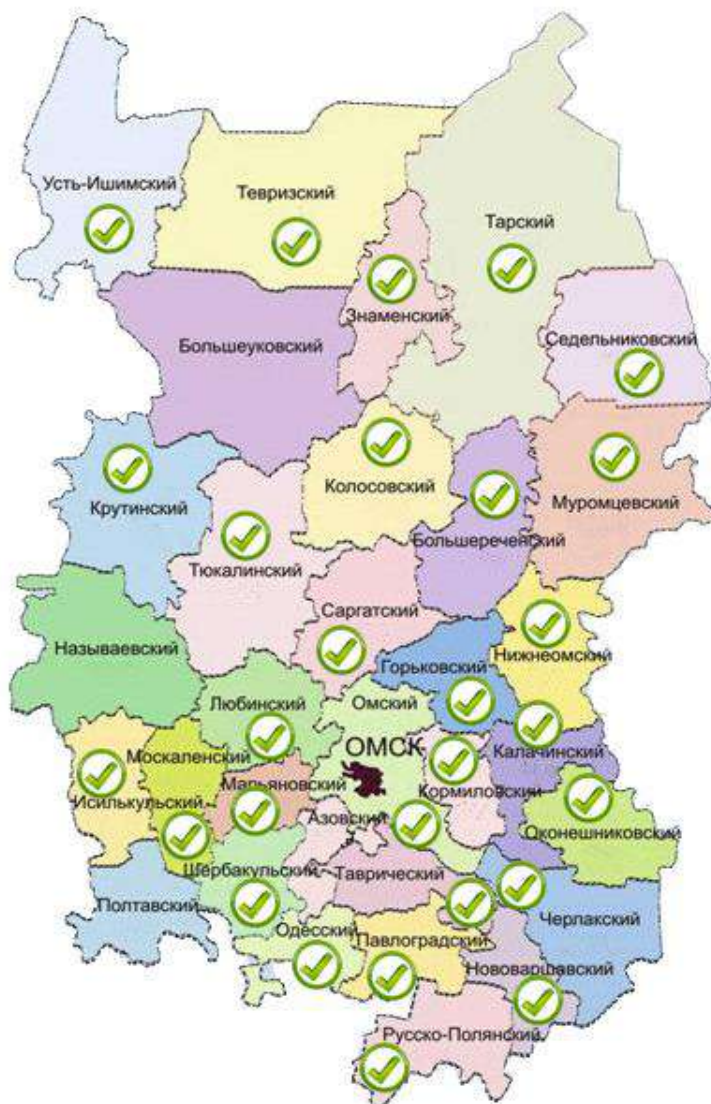 Усть-Ишимский
Тевризский
Тарский
Знаменский
Большеуковский
Седельниковский
Колосовский
Крутинский
Муромцевский
Большереченский
Тюкалинский
Саргатский
Называевский
Горьковский
Нижнеомский
Любинский
Омский
ОМСК
Москаленский
Калачинский
Марьяновский
Исилькульский
Кормиловский
Азовский
Оконешниковский
Щербакульский
Таврический
Полтавский
Черлакский
Одесский
Павлоградский
Нововаршавский
Русско-Полянский